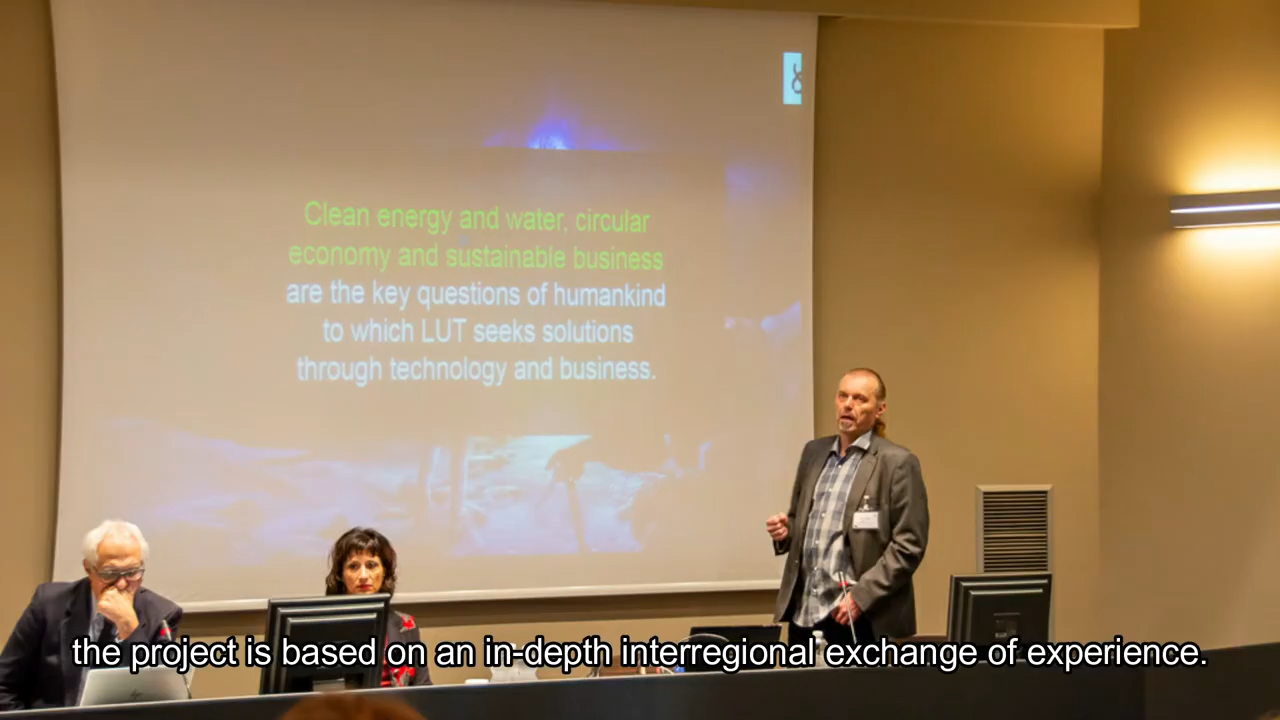 Clean energy and water, circular
economy and sustainable business
are the key questions of humankind
to which LUT seeks solutions
through technology and business.
the project is based on an in-depth interregional exchange of experience.